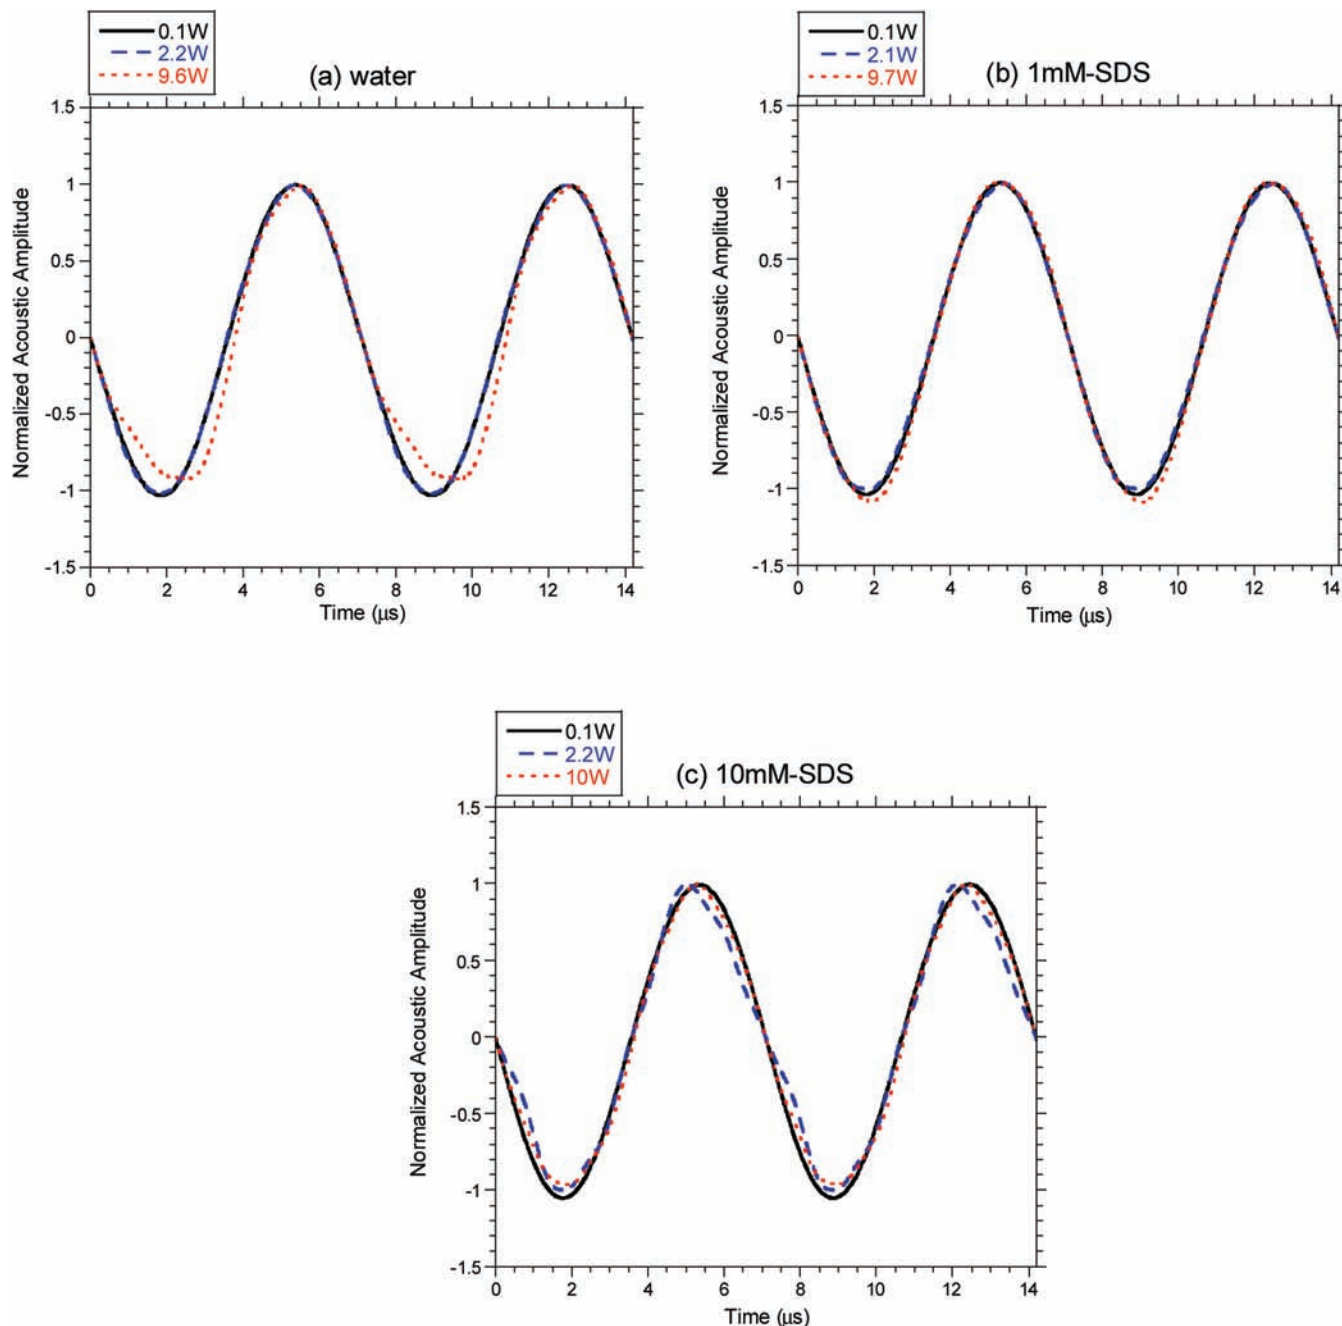 0.1W
2.2W
9.6W
(a) water
1.5
1
0.5
0
-0.5
-1
-1.5
Normalized Acoustic Amplitude
0 2 4 6 8 10 12 14
Time (μs)
0.1W
2.1W
9.7W
(b) 1mM-SDS
1.5
1
0.5
0
-0.5
-1
-1.5
Normalized Acoustic Amplitude
0 2 4 6 8 10 12 14
Time (μs)
0.1W
2.2W
10W
(c) 10mM-SDS
1.5
1
0.5
0
-0.5
-1
-1.5
Normalized Acoustic Amplitude
0 2 4 6 8 10 12 14
Time (μs)